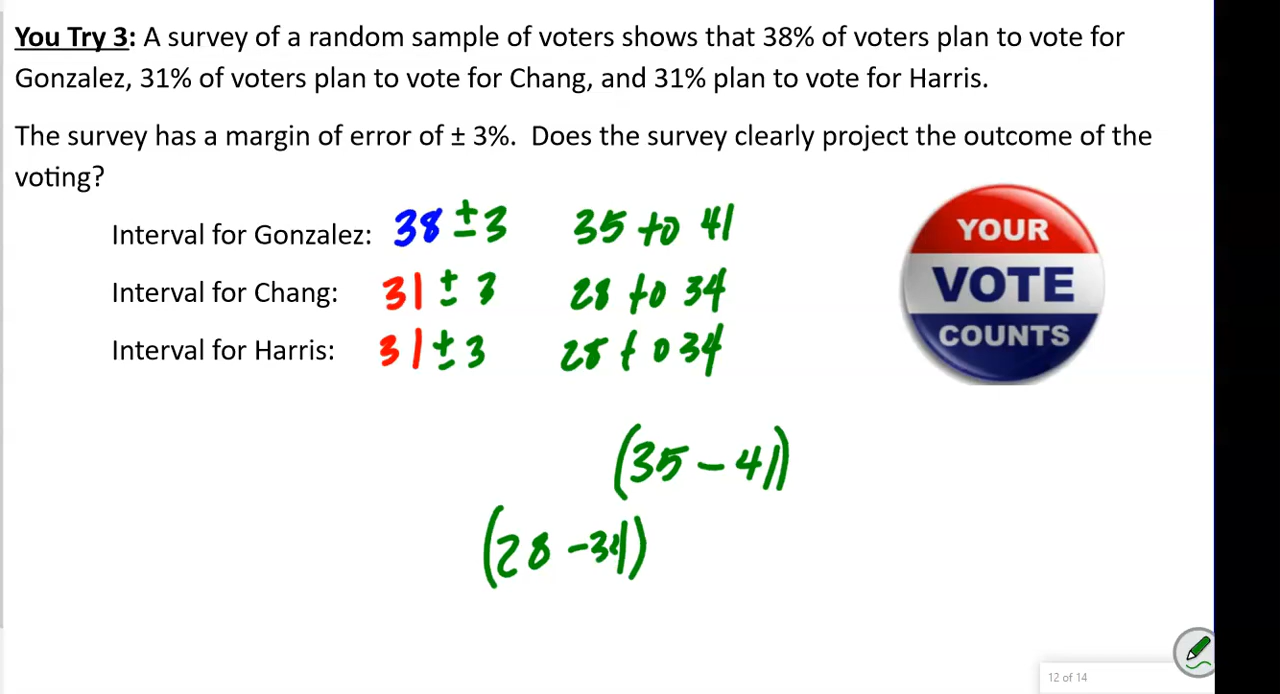 You Try 3: A survey of a random sample of voters shows that 38% of voters plan to vote for
Gonzalez, 31% of voters plan to vote for Chang, and 31% plan to vote for Harris.
The survey has a margin of error of ± 3%. Does the survey clearly project the outcome of the
voting?
Interval for Gonzalez: 38 ± 3 35 to 41
Interval for Chang: 31 ± 3 28 to 34
Interval for Harris: 31 ± 3 28 to 34
YOUR
VOTE
COUNTS
(35 - 41)
(28 - 34)
12 of 14